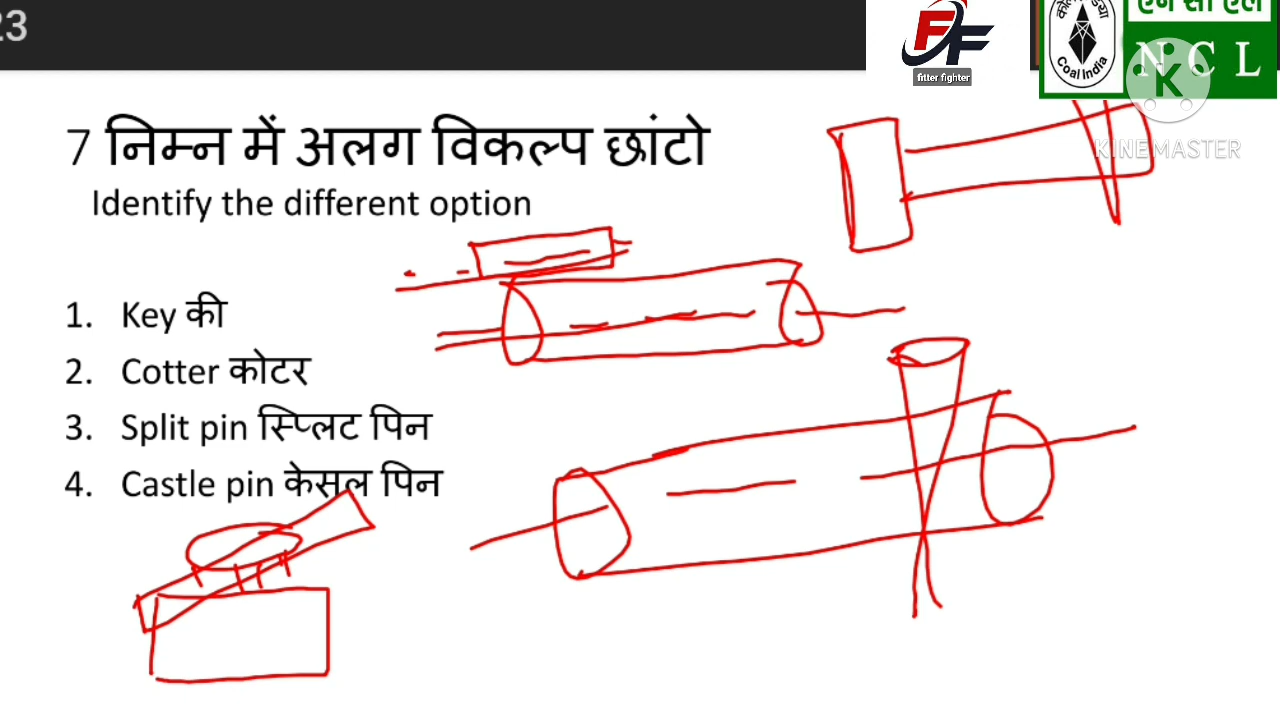 23
fitter fighter
एन सी एल
कोल इण्डिया
Coal India
N C L
K
KINEMASTER
7 निम्न में अलग विकल्प छांटो
Identify the different option
1. Key की
2. Cotter कोटर
3. Split pin स्प्लिट पिन
4. Castle pin केसल पिन